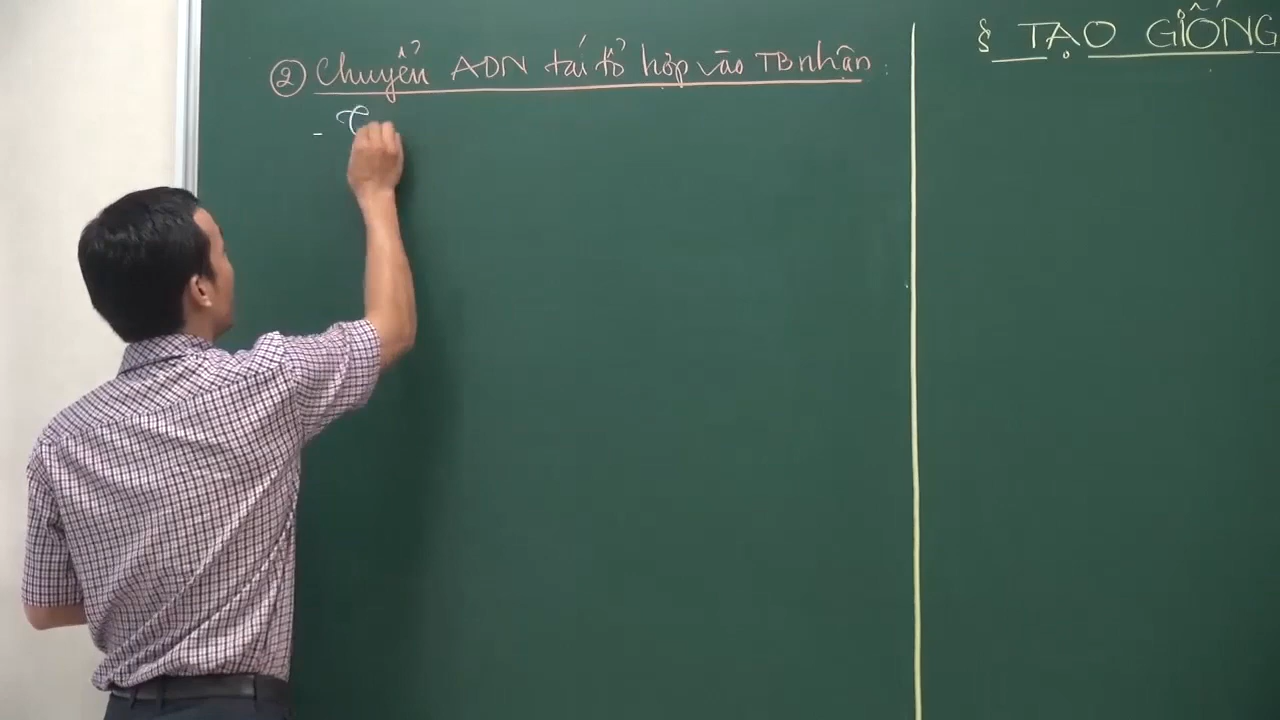 ② Chuyển ADN tái tổ hợp vào TB nhận:
-
§ TẠO GIỐNG